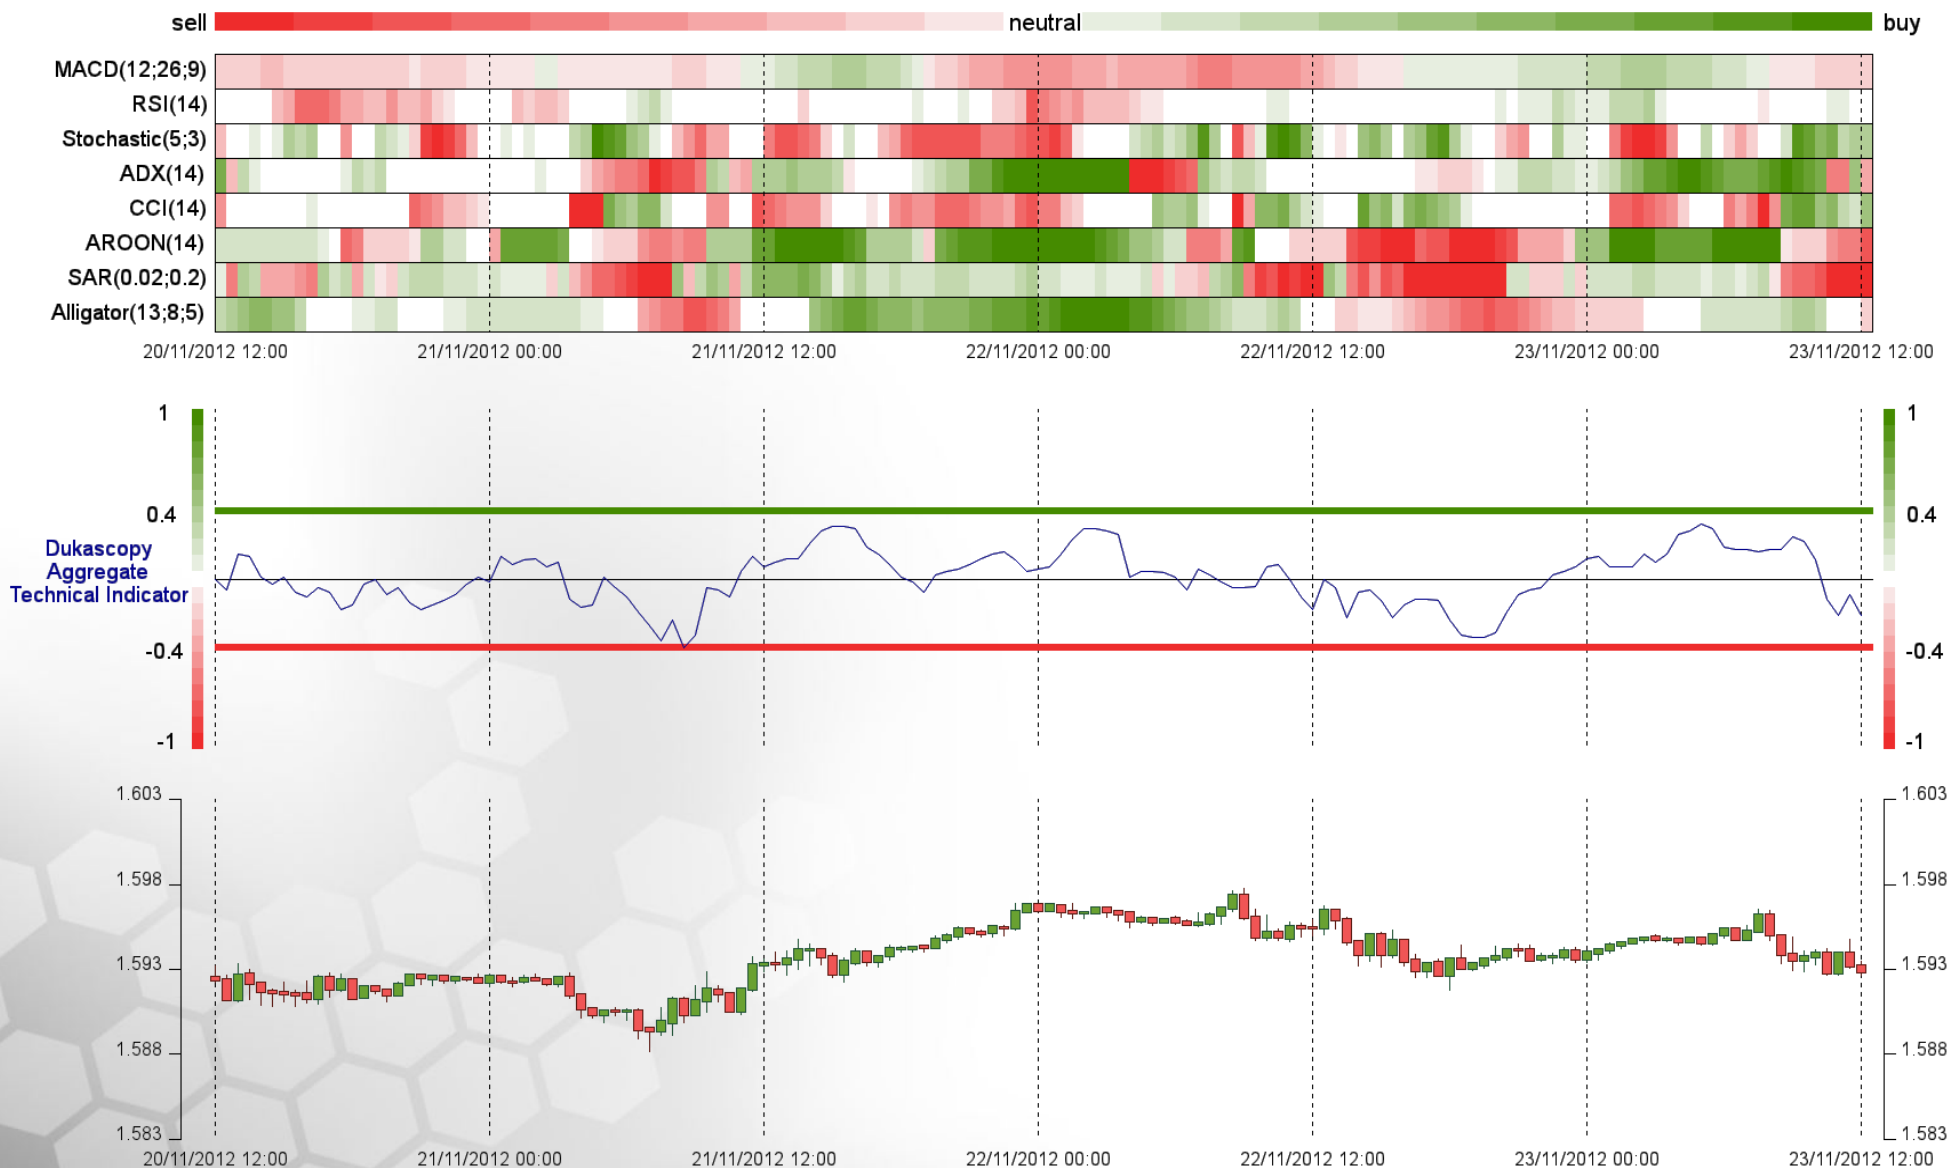 sell neutral buy
MACD(12;26;9)
RSI(14)
Stochastic(5;3)
ADX(14)
CCI(14)
AROON(14)
SAR(0.02;0.2)
Alligator(13;8;5)
20/11/2012 12:00 21/11/2012 00:00 21/11/2012 12:00 22/11/2012 00:00 22/11/2012 12:00 23/11/2012 00:00 23/11/2012 12:00
1 1
0.4 0.4
Dukascopy
Aggregate
Technical Indicator
-0.4 -0.4
-1 -1
1.603 1.603
1.598 1.598
1.593 1.593
1.588 1.588
1.583 1.583
20/11/2012 12:00 21/11/2012 00:00 21/11/2012 12:00 22/11/2012 00:00 22/11/2012 12:00 23/11/2012 00:00 23/11/2012 12:00